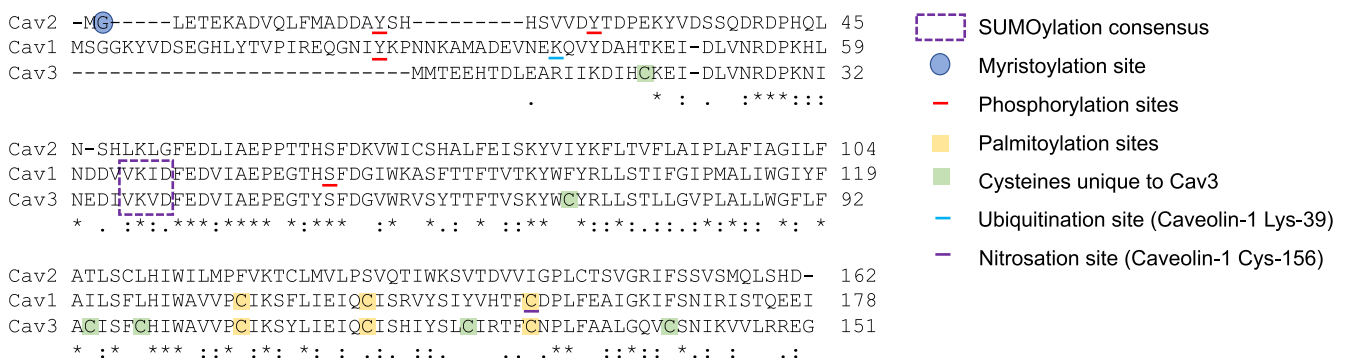 Cav2 -MG-----LETEKADVQLFMADDAYSH---------HSVVDYTDPEKYVDSSQDRDPHQL 45
Cav1 MSGGKYVDSEGHLYTVPIREQGNIYKPNNKAMADEVNEKQVYDAHTKEI-DLVNRDPKHL 59
Cav3 ---------------------------MMTEEHTDLEARIIKDIHCKEI-DLVNRDPKNI 32
. * : . :***:::
Cav2 N-SHLKLGFEDLIAEPPTTHSFDKVWICSHALFEISKYVIYKFLTVFLAIPLAFIAGILF 104
Cav1 NDDVVKIDFEDVIAEPEGTHSFDGIWKASFTTFTVTKYWFYRLLSTIFGIPMALIWGIYF 119
Cav3 NEDIVKVDFEDVIAEPEGTYSFDGVWRVSYTTFTVSKYWCYRLLSTLLGVPLALLWGFLF 92
* . :*:.***:**** *:*** :* *. * ::** *::*:.::.:*:*: *: *
Cav2 ATLSCLHIWILMPFVKTCLMVLPSVQTIWKSVTDVVIGPLCTSVGRIFSSVSMQLSHD- 162
Cav1 AILSFLHIWAVVPCIKSFLIEIQCISRVYSIYVHTFCDPLFEAIGKIFSNIRISTQEEI 178
Cav3 ACISFCHIWAVVPCIKSYLIEIQCISHIYSLCIRTFCNPLFAALGQVCSNIKVVLRREG 151
* :* *** ::* :*: *: : .:. ::. .. ** ::*:: *.: : .:
SUMOylation consensus
Myristoylation site
Phosphorylation sites
Palmitoylation sites
Cysteines unique to Cav3
Ubiquitination site (Caveolin-1 Lys-39)
Nitrosation site (Caveolin-1 Cys-156)